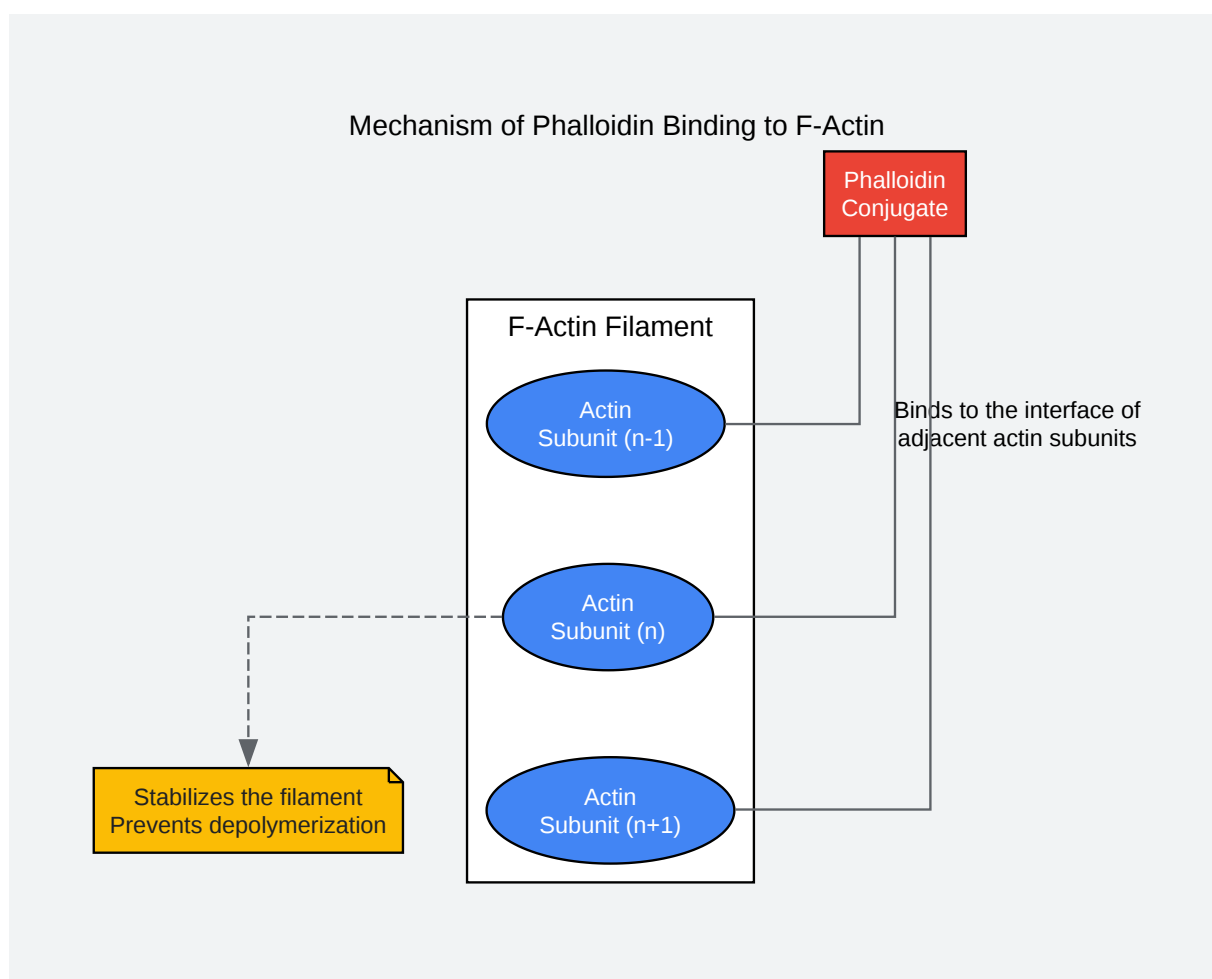 Mechanism of Phalloidin Binding to F-Actin
Phalloidin
Conjugate
F-Actin Filament
Actin
Subunit (n-1)
Binds to the interface of
adjacent actin subunits
Actin
Subunit (n)
Stabilizes the filament
Prevents depolymerization
Actin
Subunit (n+1)